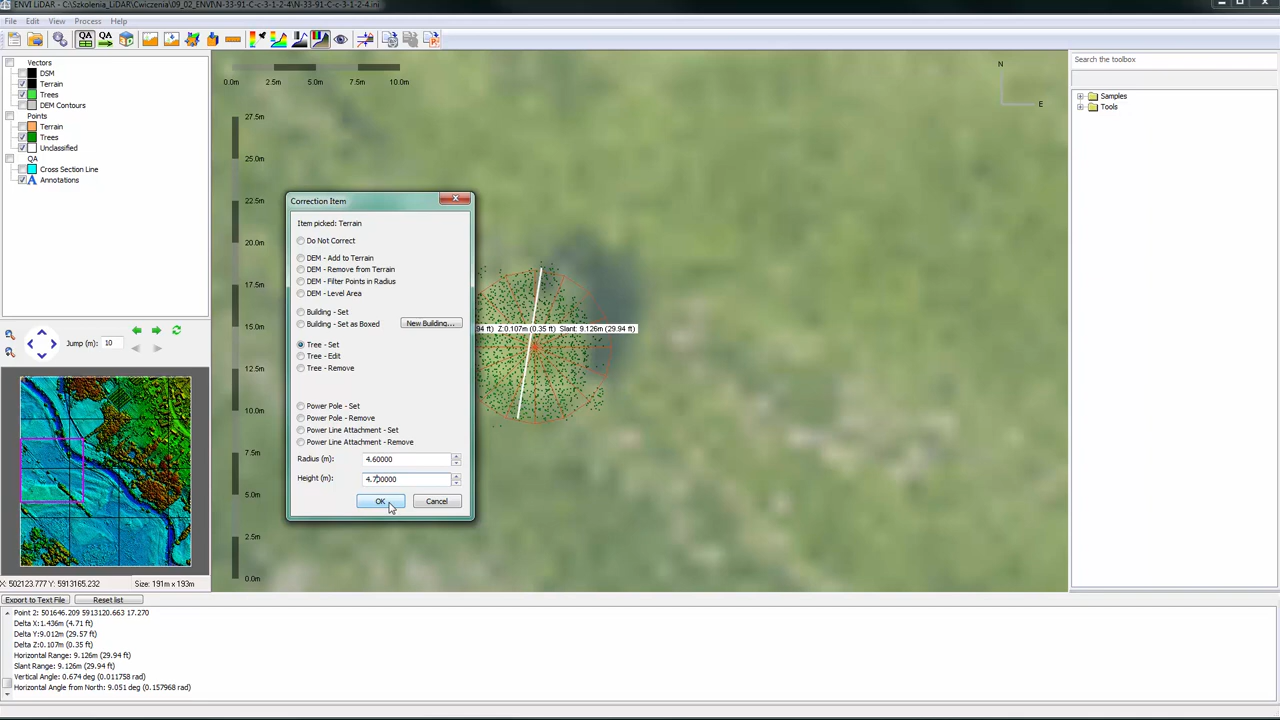 ENVI LiDAR - C:\Szkolenia_LiDAR\Cwiczenia\09_02_ENVI\N-33-91-C-c-3-1-2-4\N-33-91-C-c-3-1-2-4.ini
File Edit View Process Help
Vectors
DSM
Terrain
Trees
DEM Contours
Points
Terrain
Trees
Unclassified
QA
Cross Section Line
Annotations
QA QA
0.0m 2.5m 5.0m 7.5m 10.0m
27.5m
25.0m
22.5m
20.0m
17.5m
15.0m
12.5m
10.0m
7.5m
5.0m
2.5m
0.0m
N
E
Correction Item
Item picked: Terrain
Do Not Correct
DEM - Add to Terrain
DEM - Remove from Terrain
DEM - Filter Points in Radius
DEM - Level Area
Building - Set
Building - Set as Boxed
New Building...
Tree - Set
Tree - Edit
Tree - Remove
Power Pole - Set
Power Pole - Remove
Power Line Attachment - Set
Power Line Attachment - Remove
Radius (m): 4.60000
Height (m): 4.700000
OK Cancel
94 ft) Z:0.107m (0.35 ft) Slant: 9.126m (29.94 ft)
Search the toolbox
Samples
Tools
Jump (m): 10
X: 502123.777 Y: 5913165.232 Size: 191m x 193m
Export to Text File Reset list
Point 2: 501646.209 5913120.663 17.270
Delta X:1.436m (4.71 ft)
Delta Y:9.012m (29.57 ft)
Delta Z:0.107m (0.35 ft)
Horizontal Range: 9.126m (29.94 ft)
Slant Range: 9.126m (29.94 ft)
Vertical Angle: 0.674 deg (0.011758 rad)
Horizontal Angle from North: 9.051 deg (0.157968 rad)